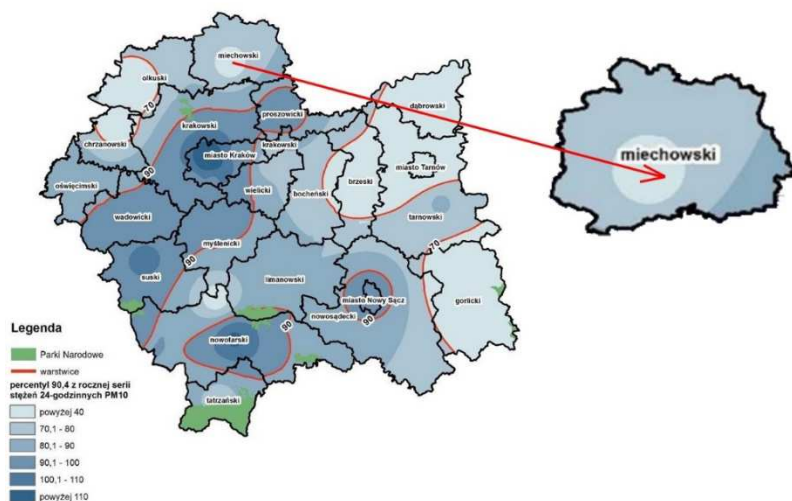 miechowski
olkuski
70
dąbrowski
proszowicki
krakowski
chrzanowski
miasto Kraków
krakowski
miechowski
90
oświęcimski
brzeski
miasto Tarnów
wielicki
bocheński
wadowicki
tarnowski
myślenicki
70
90
suski
limanowski
miasto Nowy Sącz
gorlicki
nowosądecki
90
90
nowotarski
tatrzański
Legenda
Parki Narodowe
warstwice
percentyl 90,4 z rocznej serii
stężeń 24-godzinnych PM10
powyżej 40
70,1 - 80
80,1 - 90
90,1 - 100
100,1 - 110
powyżej 110